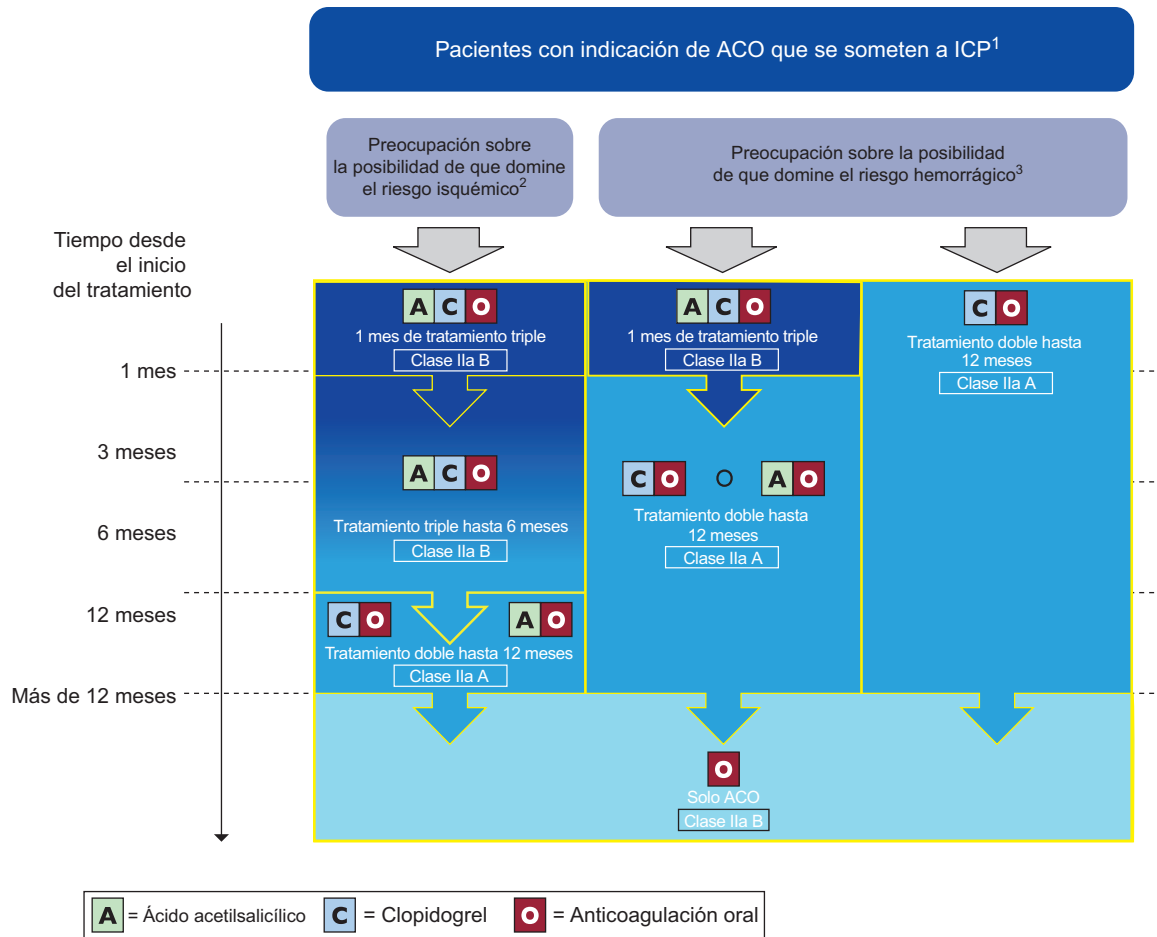 Pacientes con indicación de ACO que se someten a ICP1
Preocupación sobre
la posibilidad de que domine
el riesgo isquémico2
Preocupación sobre la posibilidad
de que domine el riesgo hemorrágico3
Tiempo desde
el inicio
del tratamiento
1 mes
3 meses
6 meses
12 meses
Más de 12 meses
A C O
1 mes de tratamiento triple
Clase IIa B
A C O
Tratamiento triple hasta 6 meses
Clase IIa B
C O
A O
Tratamiento doble hasta 12 meses
Clase IIa A
A C O
1 mes de tratamiento triple
Clase IIa B
C O O A O
Tratamiento doble hasta
12 meses
Clase IIa A
C O
Tratamiento doble hasta
12 meses
Clase IIa A
O
Solo ACO
Clase IIa B
A = Ácido acetilsalicílico C = Clopidogrel O = Anticoagulación oral